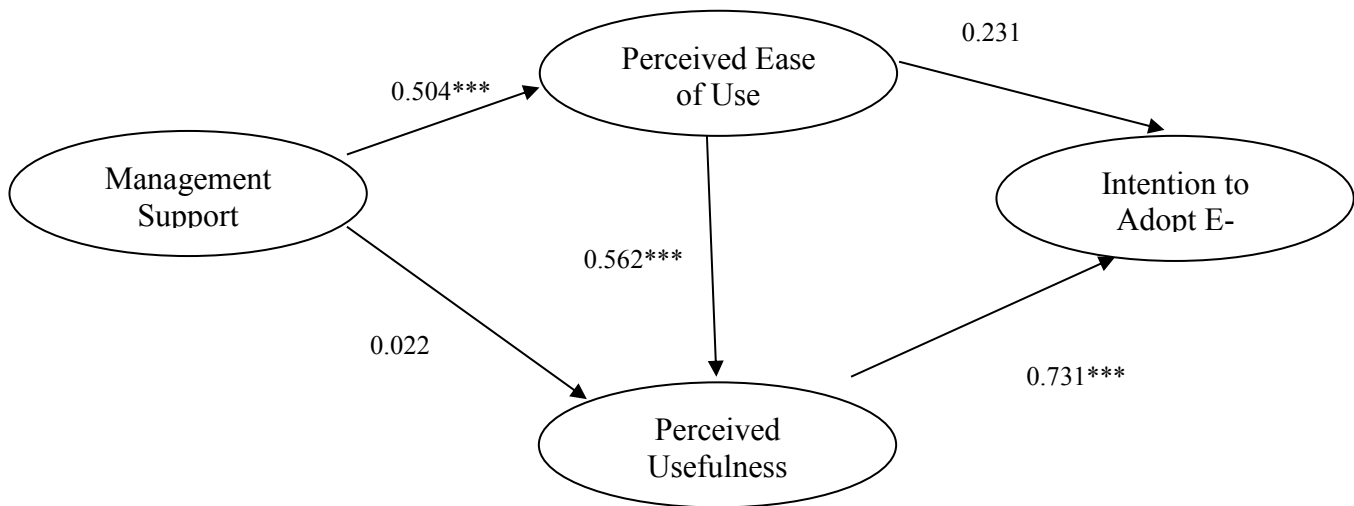 0.231
Perceived Ease
of Use
0.504***
Management
Support
Intention to
Adopt E-
0.562***
0.022
0.731***
Perceived
Usefulness